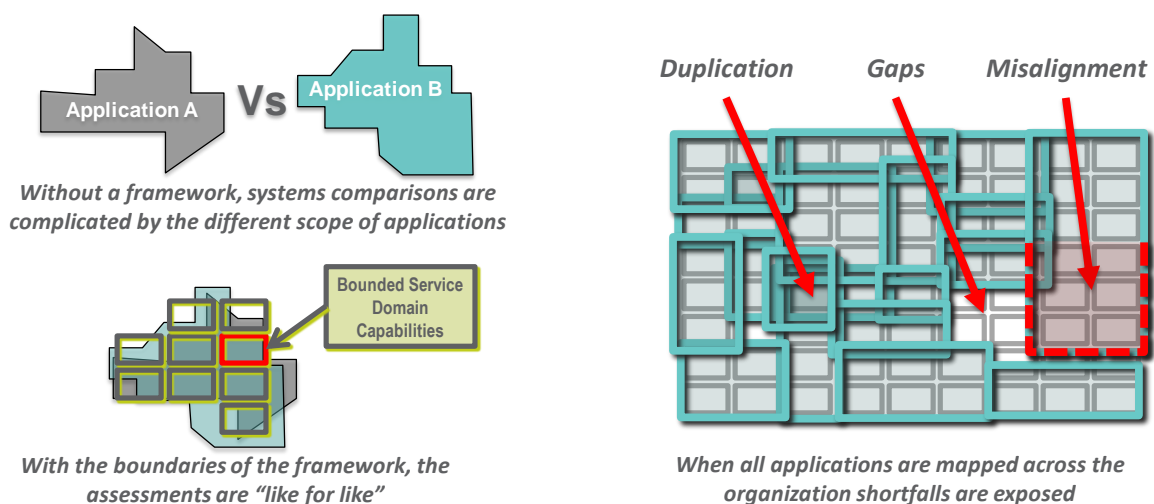 Application A
Vs
Application B
Without a framework, systems comparisons are
complicated by the different scope of applications
Bounded Service
Domain
Capabilities
With the boundaries of the framework, the
assessments are “like for like”
Duplication
Gaps
Misalignment
When all applications are mapped across the
organization shortfalls are exposed